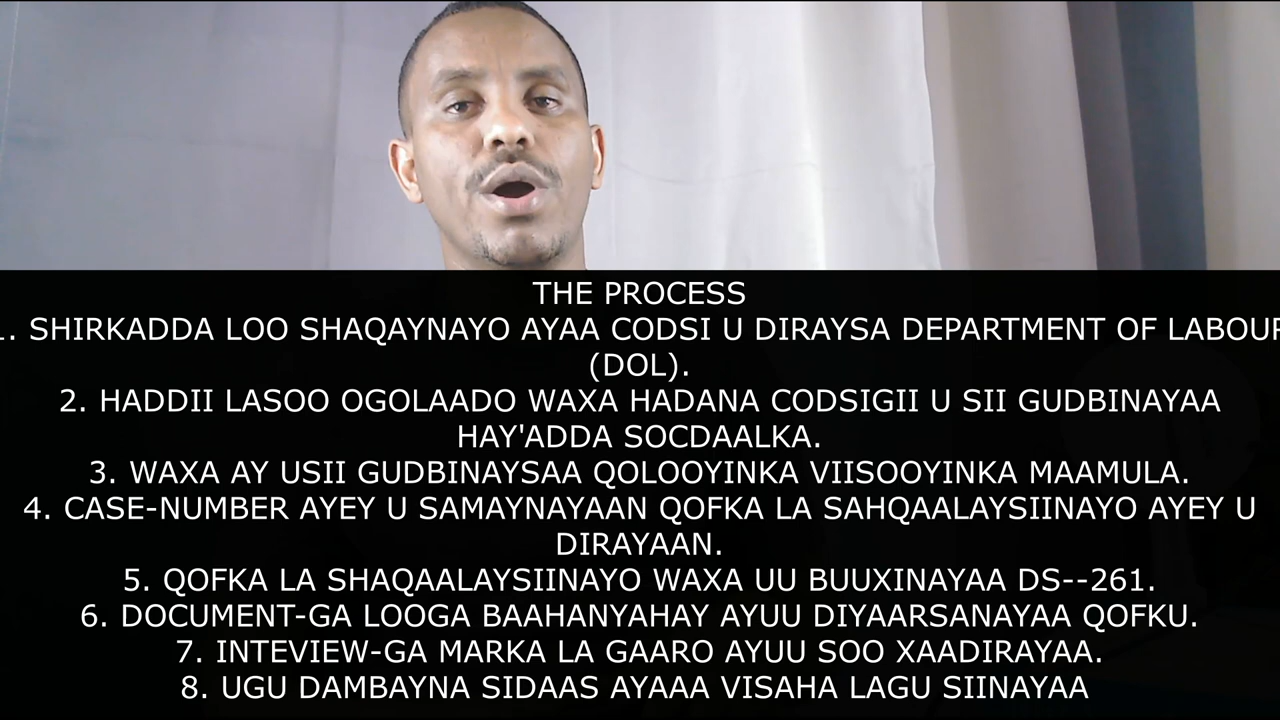 THE PROCESS
1. SHIRKADDA LOO SHAQAYNAYO AYAA CODSI U DIRAYSA DEPARTMENT OF LABOUR
(DOL).
2. HADDII LASOO OGOLAADO WAXA HADANA CODSIGII U SII GUDBINAYAA
HAY'ADDA SOCDAALKA.
3. WAXA AY USII GUDBINAYSAA QOLOOYINKA VIISOOYINKA MAAMULA.
4. CASE-NUMBER AYEY U SAMAYNAYAAN QOFKA LA SAHQAALAYSIINAYO AYEY U
DIRAYAAN.
5. QOFKA LA SHAQAALAYSIINAYO WAXA UU BUUXINAYAA DS--261.
6. DOCUMENT-GA LOOGA BAAHANYAHAY AYUU DIYAARSANAYAA QOFKU.
7. INTEVIEW-GA MARKA LA GAARO AYUU SOO XAADIRAYAA.
8. UGU DAMBAYNA SIDAAS AYAAA VISAHA LAGU SIINAYAA